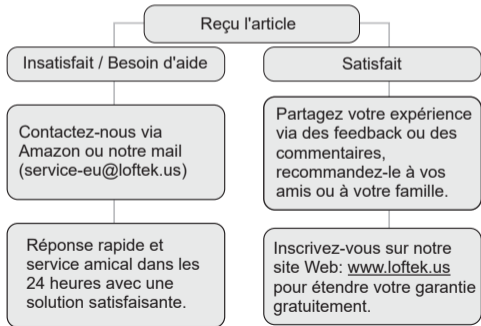 Reçu l'article
Insatisfait / Besoin d'aide
Contactez-nous via
Amazon ou notre mail
(service-eu@loftek.us)
Réponse rapide et
service amical dans les
24 heures avec une
solution satisfaisante.
Satisfait
Partagez votre expérience
via des feedback ou des
commentaires,
recommandez-le à vos
amis ou à votre famille.
Inscrivez-vous sur notre
site Web: www.loftek.us
pour étendre votre garantie
gratuitement.